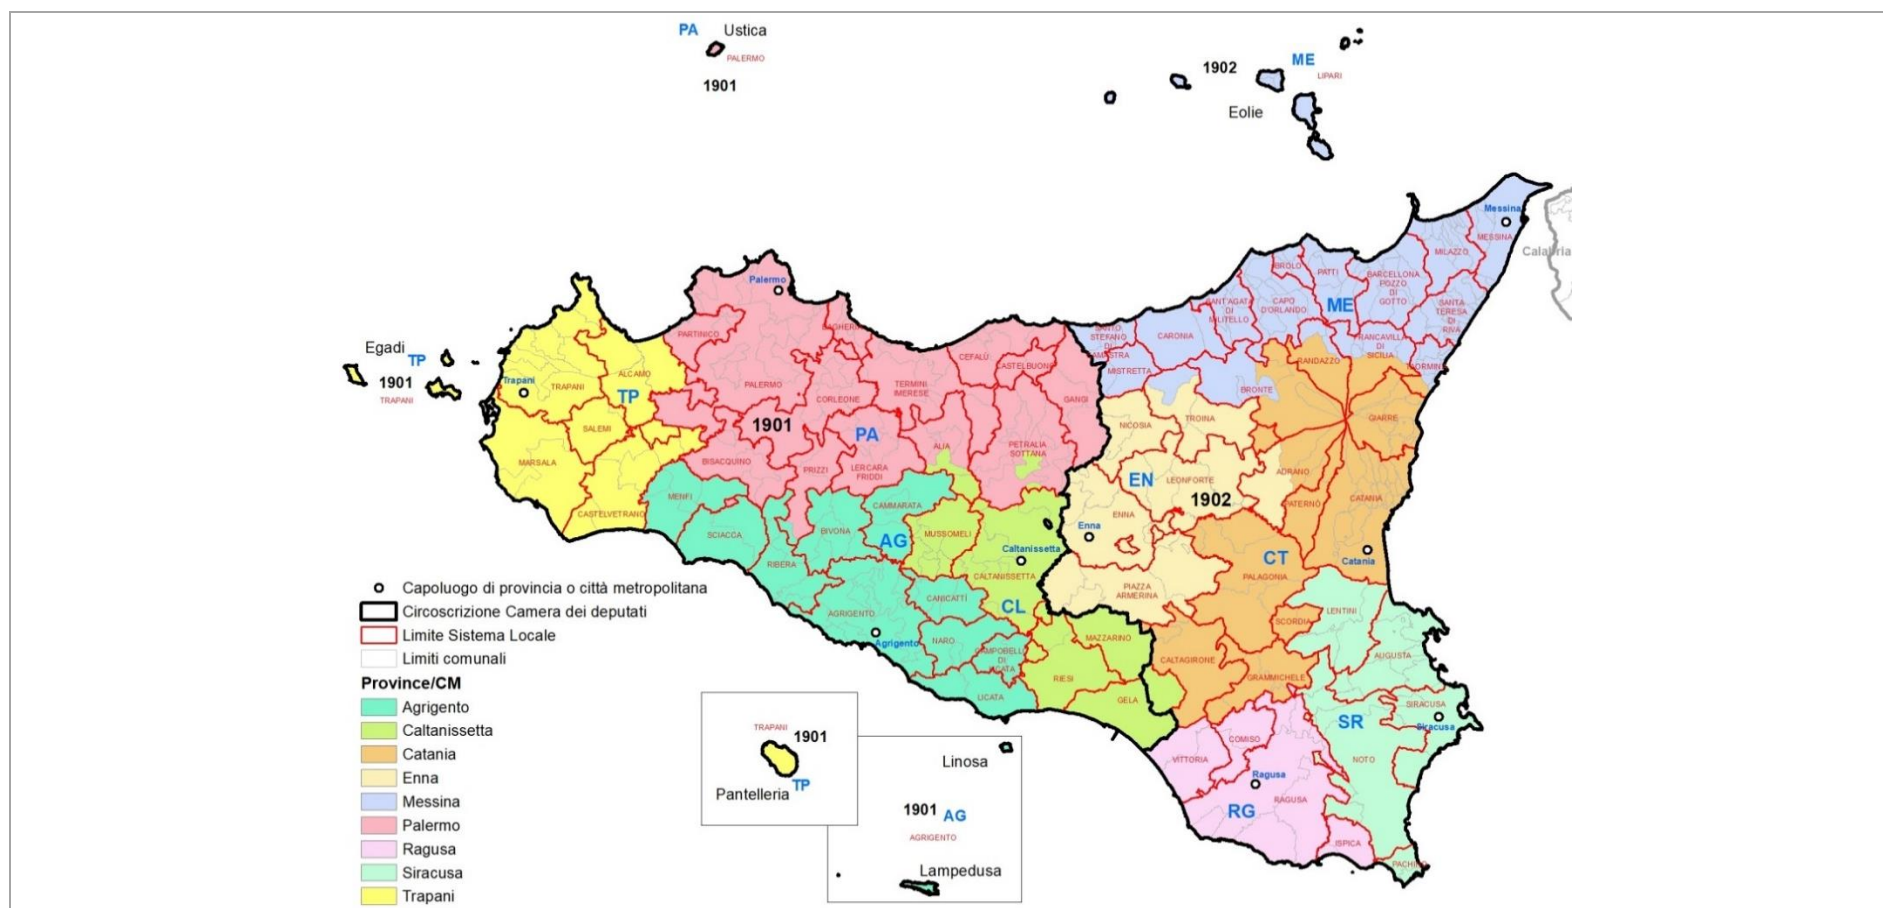 PA
Ustica
PALERMO
1901
1902
ME
LIPARI
Eolie
Messina
MESSINA
Calabria
MILAZZO
BROLO
PATTI
BARCELLONA
POZZO
DI
GOTTO
ME
SANT'AGATA
DI
MILITELLO
CAPO
D'ORLANDO
SANTA
TERESA
DI
RIVA
SANTO
STEFANO
DI
CAMASTRA
CARONIA
MISTRETTA
FRANCAVILLA
DI
SICILIA
TAORMINA
RANDAZZO
BRONTE
GIARRE
Palermo
PARTINICO
BAGHERIA
CEFALÙ
CASTELBUONO
PALERMO
CORLEONE
TERMINI
IMERESE
GANGI
1901
PA
ALIA
PETRALIA
SOTTANA
BISACQUINO
PRIZZI
LERCARA
FRIDDI
Egadi
TP
1901
TRAPANI
Trapani
TRAPANI
ALCAMO
TP
SALEMI
MARSALA
CASTELVETRANO
NICOSIA
TROINA
EN
LEONFORTE
1902
ADRANO
ENNA
Enna
PATERNÒ
CATANIA
Catania
CT
PALAGONIA
PIAZZA
ARMERINA
MENFI
SCIACCA
CAMMARATA
BIVONA
AG
MUSSOMELI
RIBERA
Caltanissetta
CALTANISSETTA
CANICATTÌ
CL
AGRIGENTO
Agrigento
NARO
CAMPOBELLO
DI
LICATA
LICATA
MAZZARINO
RIESI
GELA
CALTAGIRONE
SCORDIA
GRAMMICHELE
LENTINI
AUGUSTA
SIRACUSA
Siracusa
SR
NOTO
COMISO
VITTORIA
Ragusa
RAGUSA
RG
ISPICA
PACHINO
Capoluogo di provincia o città metropolitana
Circoscrizione Camera dei deputati
Limite Sistema Locale
Limiti comunali
Province/CM
Agrigento
Caltanissetta
Catania
Enna
Messina
Palermo
Ragusa
Siracusa
Trapani
TRAPANI
1901
Pantelleria
TP
Linosa
1901
AG
AGRIGENTO
Lampedusa